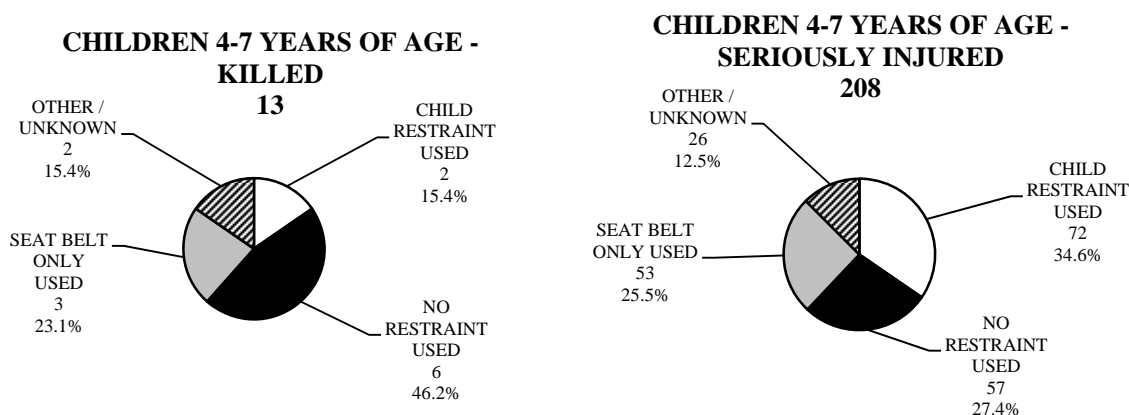 CHILDREN 4-7 YEARS OF AGE -
KILLED
13
OTHER /
UNKNOWN
2
15.4%
CHILD
RESTRAINT
USED
2
15.4%
SEAT BELT
ONLY
USED
3
23.1%
NO
RESTRAINT
USED
6
46.2%
CHILDREN 4-7 YEARS OF AGE -
SERIOUSLY INJURED
208
OTHER /
UNKNOWN
26
12.5%
CHILD
RESTRAINT
USED
72
34.6%
SEAT BELT
ONLY USED
53
25.5%
NO
RESTRAINT
USED
57
27.4%